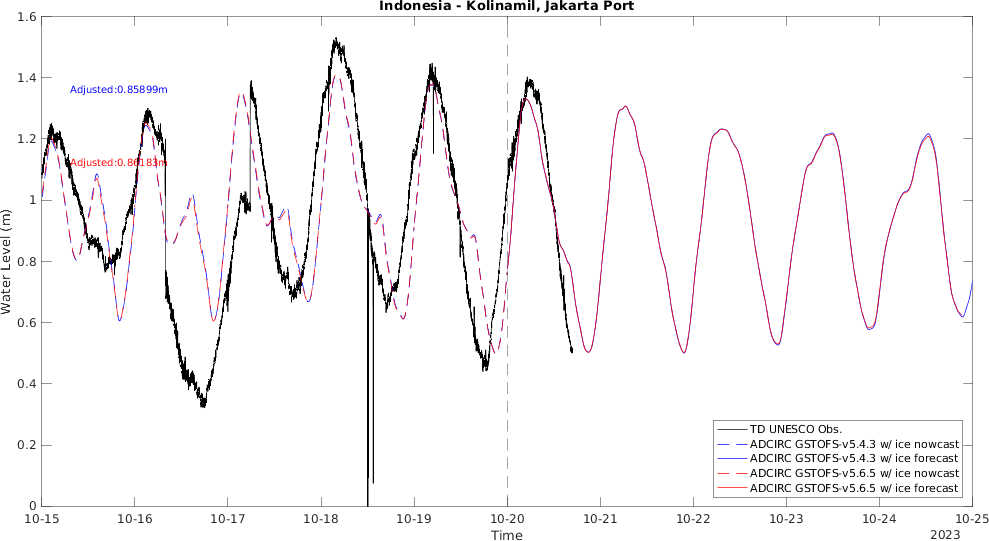 Indonesia - Kolinamil, Jakarta Port
1.6
1.4
1.2
1
0.8
0.6
0.4
0.2
0
Water Level (m)
Adjusted:0.85899m
Adjusted:0.86183m
TD UNESCO Obs.
ADCIRC GSTOFS-v5.4.3 w/ ice nowcast
ADCIRC GSTOFS-v5.4.3 w/ ice forecast
ADCIRC GSTOFS-v5.6.5 w/ ice nowcast
ADCIRC GSTOFS-v5.6.5 w/ ice forecast
10-15 10-16 10-17 10-18 10-19 10-20 10-21 10-22 10-23 10-24 10-25
Time
2023